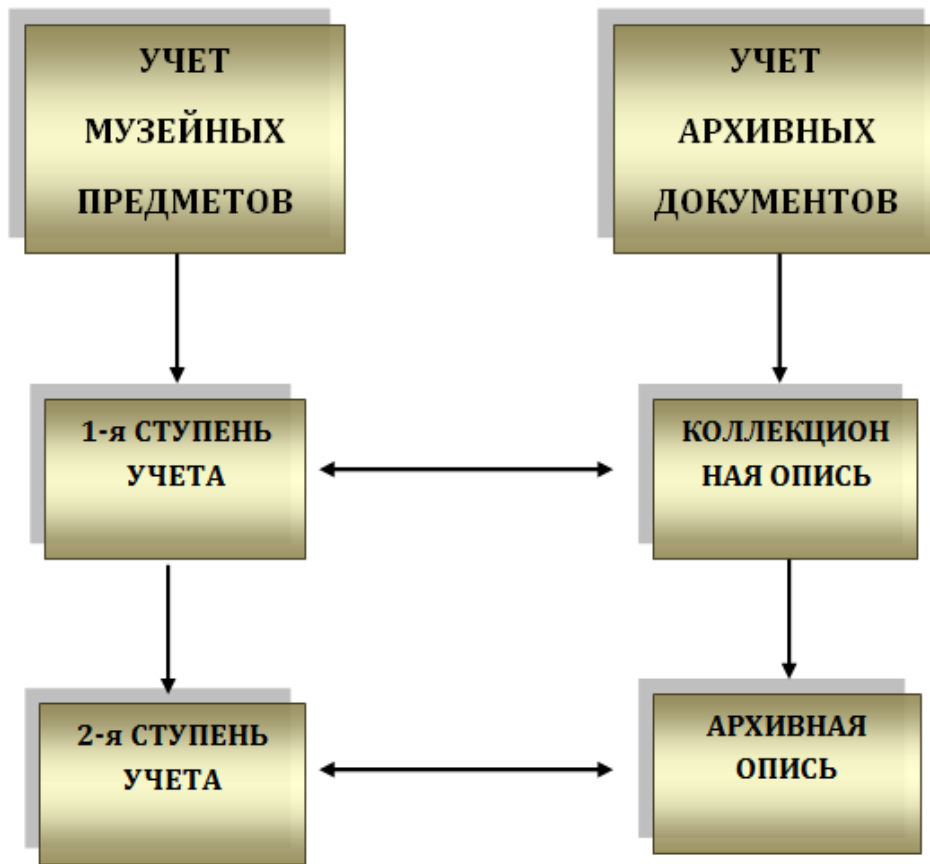 УЧЕТ
МУЗЕЙНЫХ
ПРЕДМЕТОВ
УЧЕТ
АРХИВНЫХ
ДОКУМЕНТОВ
1-я СТУПЕНЬ
УЧЕТА
КОЛЛЕКЦИОН
НАЯ ОПИСЬ
2-я СТУПЕНЬ
УЧЕТА
АРХИВНАЯ
ОПИСЬ